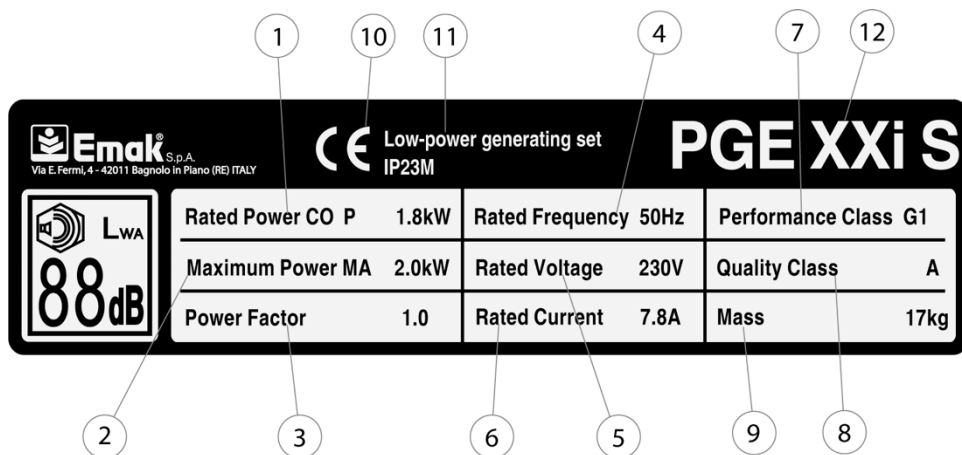 1 10 11 4 7 12
Emak® S.p.A.
Via E. Fermi, 4 - 42011 Bagnolo in Piano (RE) ITALY
CE Low-power generating set
IP23M
PGE XXi S
LWA
88dB
Rated Power CO P 1.8kW Rated Frequency 50Hz Performance Class G1
Maximum Power MA 2.0kW Rated Voltage 230V Quality Class A
Power Factor 1.0 Rated Current 7.8A Mass 17kg
2 3 6 5 9 8